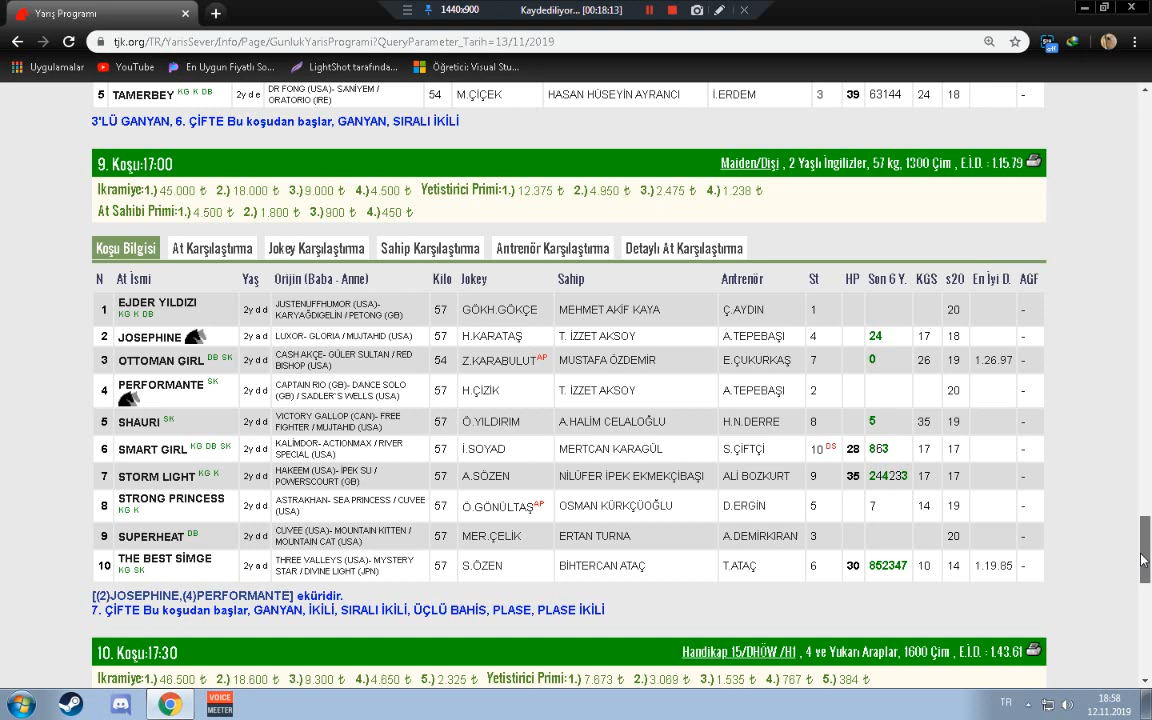 Yarış Programı
1440x900 Kaydediliyor... [00:18:13]
tjk.org/TR/YarisSever/Info/Page/GunlukYarisProgrami?QueryParameter_Tarih=13/11/2019
Uygulamalar YouTube En Uygun Fiyatlı So... LightShot tarafında... Öğretici: Visual Stu...
5 TAMERBEY KG K DB 2y d e DR FONG (USA)- SANİYEM / ORATORIO (IRE) 54 M.ÇİÇEK HASAN HÜSEYİN AYRANCI İ.ERDEM 3 39 63144 24 18 -
3'LÜ GANYAN, 6. ÇİFTE Bu koşudan başlar, GANYAN, SIRALI İKİLİ
9. Koşu:17:00 Maiden/Dişi , 2 Yaşlı İngilizler, 57 kg, 1300 Çim , E.İ.D. : 1.15.79
Ikramiye:1.) 45.000 ₺ 2.) 18.000 ₺ 3.) 9.000 ₺ 4.) 4.500 ₺ Yetistirici Primi:1.) 12.375 ₺ 2.) 4.950 ₺ 3.) 2.475 ₺ 4.) 1.238 ₺
At Sahibi Primi:1.) 4.500 ₺ 2.) 1.800 ₺ 3.) 900 ₺ 4.) 450 ₺
Koşu Bilgisi At Karşılaştırma Jokey Karşılaştırma Sahip Karşılaştırma Antrenör Karşılaştırma Detaylı At Karşılaştırma
N At İsmi Yaş Orijin (Baba - Anne) Kilo Jokey Sahip Antrenör St HP Son 6 Y. KGS s20 En İyi D. AGF
1 EJDER YILDIZI KG K DB 2y d d JUSTENUFFHUMOR (USA)- KARYAĞDIGELİN / PETONG (GB) 57 GÖKH.GÖKÇE MEHMET AKİF KAYA Ç.AYDIN 1 20 -
2 JOSEPHINE 2y a d LUXOR- GLORIA / MUJTAHID (USA) 57 H.KARATAŞ T. İZZET AKSOY A.TEPEBAŞI 4 24 17 18 -
3 OTTOMAN GIRL DB SK 2y d d CASH AKÇE- GÜLER SULTAN / RED BISHOP (USA) 54 Z.KARABULUT AP MUSTAFA ÖZDEMİR E.ÇUKURKAŞ 7 0 26 19 1.26.97 -
4 PERFORMANTE SK 2y d d CAPTAIN RIO (GB)- DANCE SOLO (GB) / SADLER'S WELLS (USA) 57 H.ÇİZİK T. İZZET AKSOY A.TEPEBAŞI 2 20 -
5 SHAURI SK 2y d d VICTORY GALLOP (CAN)- FREE FIGHTER / MUJTAHID (USA) 57 Ö.YILDIRIM A.HALİM CELALOĞLU H.N.DERRE 8 5 35 19 -
6 SMART GIRL KG DB SK 2y d d KALİMDOR- ACTIONMAX / RIVER SPECIAL (USA) 57 İ.SOYAD MERTCAN KARAGÜL S.ÇİFTÇİ 10 DS 28 863 17 17 -
7 STORM LIGHT KG K 2y d d HAKEEM (USA)- İPEK SU / POWERSCOURT (GB) 57 A.SÖZEN NİLÜFER İPEK EKMEKÇİBAŞI ALİ BOZKURT 9 35 244233 17 17 -
8 STRONG PRINCESS KG K 2y d d ASTRAKHAN- SEA PRINCESS / CUVEE (USA) 57 Ö.GÖNÜLTAŞ AP OSMAN KÜRKÇÜOĞLU D.ERGİN 5 7 14 19 -
9 SUPERHEAT DB 2y d d CUVEE (USA)- MOUNTAIN KITTEN / MOUNTAIN CAT (USA) 57 MER.ÇELİK ERTAN TURNA A.DEMİRKIRAN 3 20 -
10 THE BEST SİMGE KG SK 2y a d THREE VALLEYS (USA)- MYSTERY STAR / DIVINE LIGHT (JPN) 57 S.ÖZEN BİHTERCAN ATAÇ T.ATAÇ 6 30 852347 10 14 1.19.85 -
[(2)JOSEPHINE,(4)PERFORMANTE] eküridir.
7. ÇİFTE Bu koşudan başlar, GANYAN, İKİLİ, SIRALI İKİLİ, ÜÇLÜ BAHİS, PLASE, PLASE İKİLİ
10. Koşu:17:30 Handikap 15/DHÖW /H1 , 4 ve Yukarı Araplar, 1600 Çim , E.İ.D. : 1.43.61
Ikramiye:1.) 46.500 ₺ 2.) 18.600 ₺ 3.) 9.300 ₺ 4.) 4.650 ₺ 5.) 2.325 ₺ Yetistirici Primi:1.) 7.673 ₺ 2.) 3.069 ₺ 3.) 1.535 ₺ 4.) 767 ₺ 5.) 384 ₺
VOICE MEETER
TR 18:58
12.11.2019